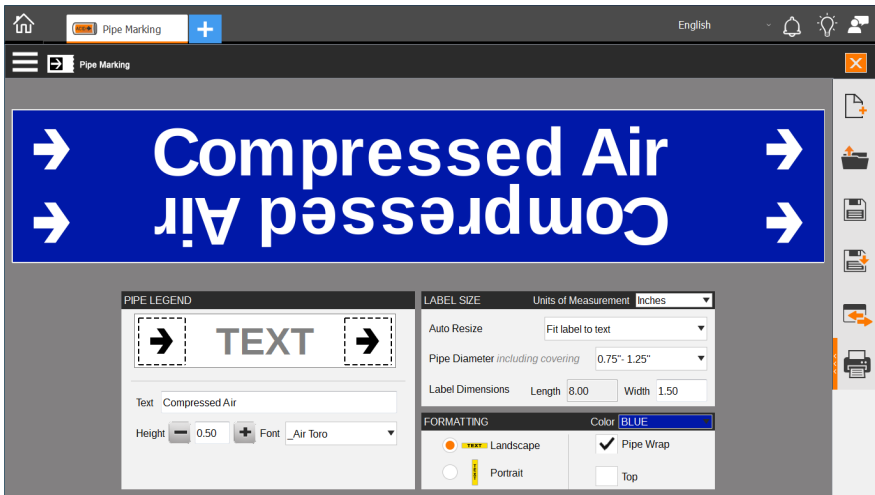 Pipe Marking
English
Pipe Marking
Compressed Air
Compressed Air
PIPE LEGEND
TEXT
Text Compressed Air
Height 0.50 Font _Air Toro
LABEL SIZE Units of Measurement Inches
Auto Resize Fit label to text
Pipe Diameter including covering 0.75"- 1.25"
Label Dimensions Length 8.00 Width 1.50
FORMATTING Color BLUE
TEXT Landscape Pipe Wrap
TEXT Portrait Top